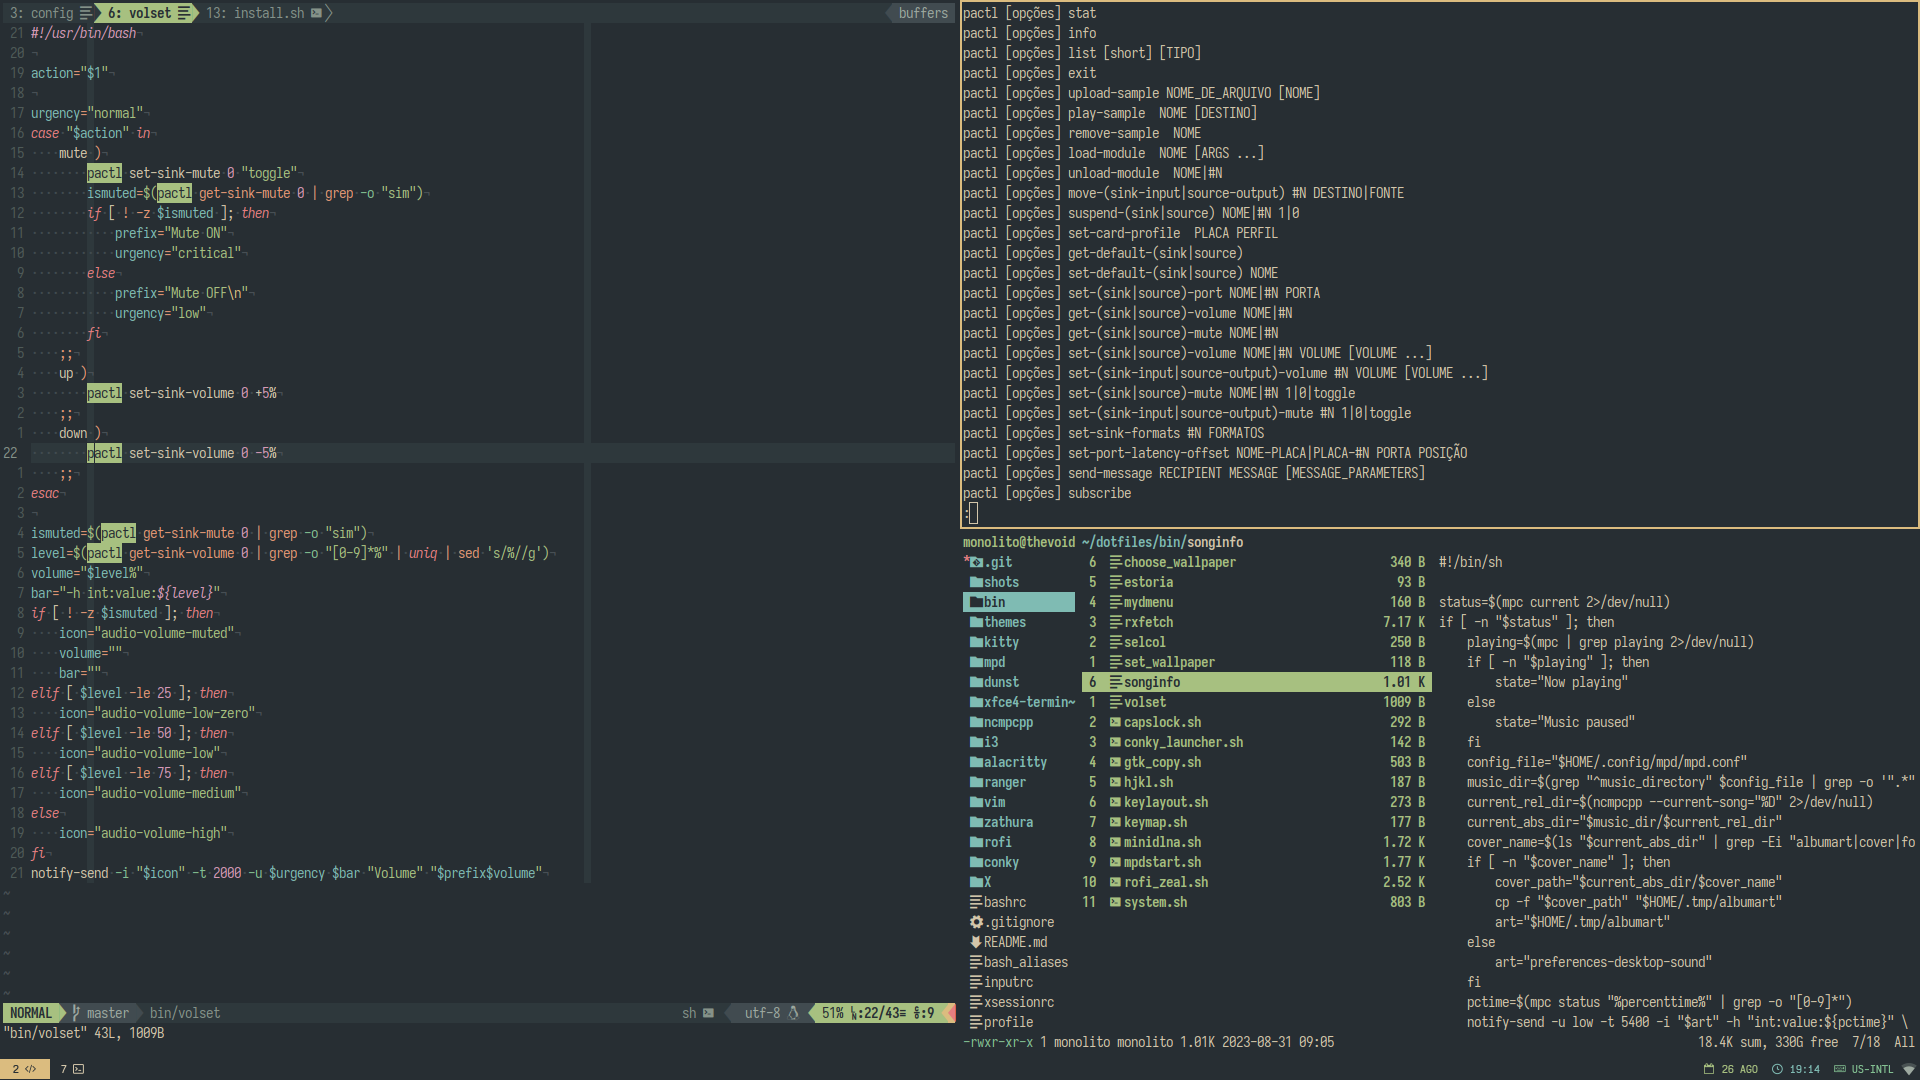 3: config  6: volset  13: install.sh  buffers
21 #!/usr/bin/bash¬
20 ¬
19 action="$1"¬
18 ¬
17 urgency="normal"¬
16 case·"$action"·in¬
15 ····mute·)¬
14 ········pactl·set-sink-mute·0·"toggle"¬
13 ········ismuted=$(pactl·get-sink-mute·0·|·grep·-o·"sim")¬
12 ········if·[·!·-z·$ismuted·];·then¬
11 ············prefix="Mute·ON"¬
10 ············urgency="critical"¬
9 ········else¬
8 ············prefix="Mute·OFF\n"¬
7 ············urgency="low"¬
6 ········fi¬
5 ····;;¬
4 ····up·)¬
3 ········pactl·set-sink-volume·0·+5%¬
2 ····;;¬
1 ····down·)¬
22 ········pactl·set-sink-volume·0·-5%¬
1 ····;;¬
2 esac¬
3 ¬
4 ismuted=$(pactl·get-sink-mute·0·|·grep·-o·"sim")¬
5 level=$(pactl·get-sink-volume·0·|·grep·-o·"[0-9]*%"·|·uniq·|·sed·'s/%//g')¬
6 volume="$level%"¬
7 bar="-h·int:value:${level}"¬
8 if·[·!·-z·$ismuted·];·then¬
9 ····icon="audio-volume-muted"¬
10 ····volume=""¬
11 ····bar=""¬
12 elif·[·$level·-le·25·];·then¬
13 ····icon="audio-volume-low-zero"¬
14 elif·[·$level·-le·50·];·then¬
15 ····icon="audio-volume-low"¬
16 elif·[·$level·-le·75·];·then¬
17 ····icon="audio-volume-medium"¬
18 else¬
19 ····icon="audio-volume-high"¬
20 fi¬
21 notify-send·-i·"$icon"·-t·2000·-u·$urgency·$bar·"Volume"·"$prefix$volume"¬
~
~
~
~
~
~
NORMAL  master  bin/volset  sh  utf-8  51% ㏑:22/43≡ ℅:9
"bin/volset" 43L, 1009B
pactl [opções] stat
pactl [opções] info
pactl [opções] list [short] [TIPO]
pactl [opções] exit
pactl [opções] upload-sample NOME_DE_ARQUIVO [NOME]
pactl [opções] play-sample  NOME [DESTINO]
pactl [opções] remove-sample  NOME
pactl [opções] load-module  NOME [ARGS ...]
pactl [opções] unload-module  NOME|#N
pactl [opções] move-(sink-input|source-output) #N DESTINO|FONTE
pactl [opções] suspend-(sink|source) NOME|#N 1|0
pactl [opções] set-card-profile  PLACA PERFIL
pactl [opções] get-default-(sink|source)
pactl [opções] set-default-(sink|source) NOME
pactl [opções] set-(sink|source)-port NOME|#N PORTA
pactl [opções] get-(sink|source)-volume NOME|#N
pactl [opções] get-(sink|source)-mute NOME|#N
pactl [opções] set-(sink|source)-volume NOME|#N VOLUME [VOLUME ...]
pactl [opções] set-(sink-input|source-output)-volume #N VOLUME [VOLUME ...]
pactl [opções] set-(sink|source)-mute NOME|#N 1|0|toggle
pactl [opções] set-(sink-input|source-output)-mute #N 1|0|toggle
pactl [opções] set-sink-formats #N FORMATOS
pactl [opções] set-port-latency-offset NOME-PLACA|PLACA-#N PORTA POSIÇÃO
pactl [opções] send-message RECIPIENT MESSAGE [MESSAGE_PARAMETERS]
pactl [opções] subscribe
:
monolito@thevoid ~/dotfiles/bin/songinfo
*.git
shots
bin
themes
kitty
mpd
dunst
xfce4-termin~
ncmpcpp
i3
alacritty
ranger
vim
zathura
rofi
conky
X
bashrc
.gitignore
README.md
bash_aliases
inputrc
xsessionrc
profile
6 choose_wallpaper 340 B
5 estoria 93 B
4 mydmenu 160 B
3 rxfetch 7.17 K
2 selcol 250 B
1 set_wallpaper 118 B
6 songinfo 1.01 K
1 volset 1009 B
2 capslock.sh 292 B
3 conky_launcher.sh 142 B
4 gtk_copy.sh 503 B
5 hjkl.sh 187 B
6 keylayout.sh 273 B
7 keymap.sh 177 B
8 minidlna.sh 1.72 K
9 mpdstart.sh 1.77 K
10 rofi_zeal.sh 2.52 K
11 system.sh 803 B
#!/bin/sh
status=$(mpc current 2>/dev/null)
if [ -n "$status" ]; then
    playing=$(mpc | grep playing 2>/dev/null)
    if [ -n "$playing" ]; then
        state="Now playing"
    else
        state="Music paused"
    fi
    config_file="$HOME/.config/mpd/mpd.conf"
    music_dir=$(grep "^music_directory" $config_file | grep -o '".*"
    current_rel_dir=$(ncmpcpp --current-song="%D" 2>/dev/null)
    current_abs_dir="$music_dir/$current_rel_dir"
    cover_name=$(ls "$current_abs_dir" | grep -Ei "albumart|cover|fo
    if [ -n "$cover_name" ]; then
        cover_path="$current_abs_dir/$cover_name"
        cp -f "$cover_path" "$HOME/.tmp/albumart"
        art="$HOME/.tmp/albumart"
    else
        art="preferences-desktop-sound"
    fi
    pctime=$(mpc status "%percenttime%" | grep -o "[0-9]*")
    notify-send -u low -t 5400 -i "$art" -h "int:value:${pctime}" \
-rwxr-xr-x 1 monolito monolito 1.01K 2023-08-31 09:05  18.4K sum, 330G free  7/18  All
2 </>  7  26 AGO  19:14  US-INTL